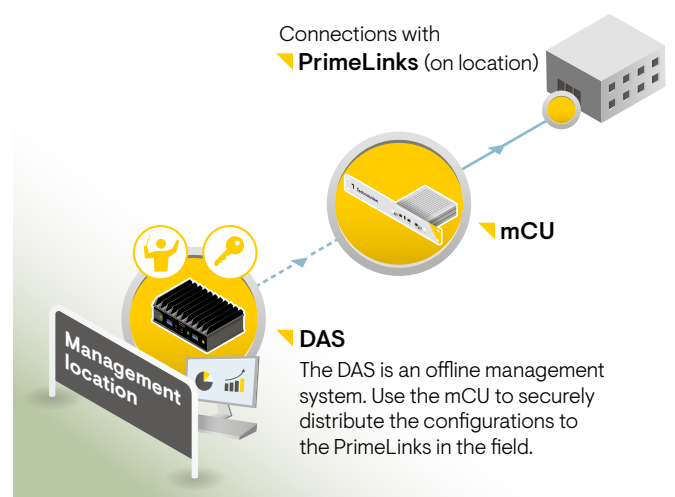 Connections with
PrimeLinks (on location)
mCU
Management
location
DAS
The DAS is an offline management
system. Use the mCU to securely
distribute the configurations to
the PrimeLinks in the field.